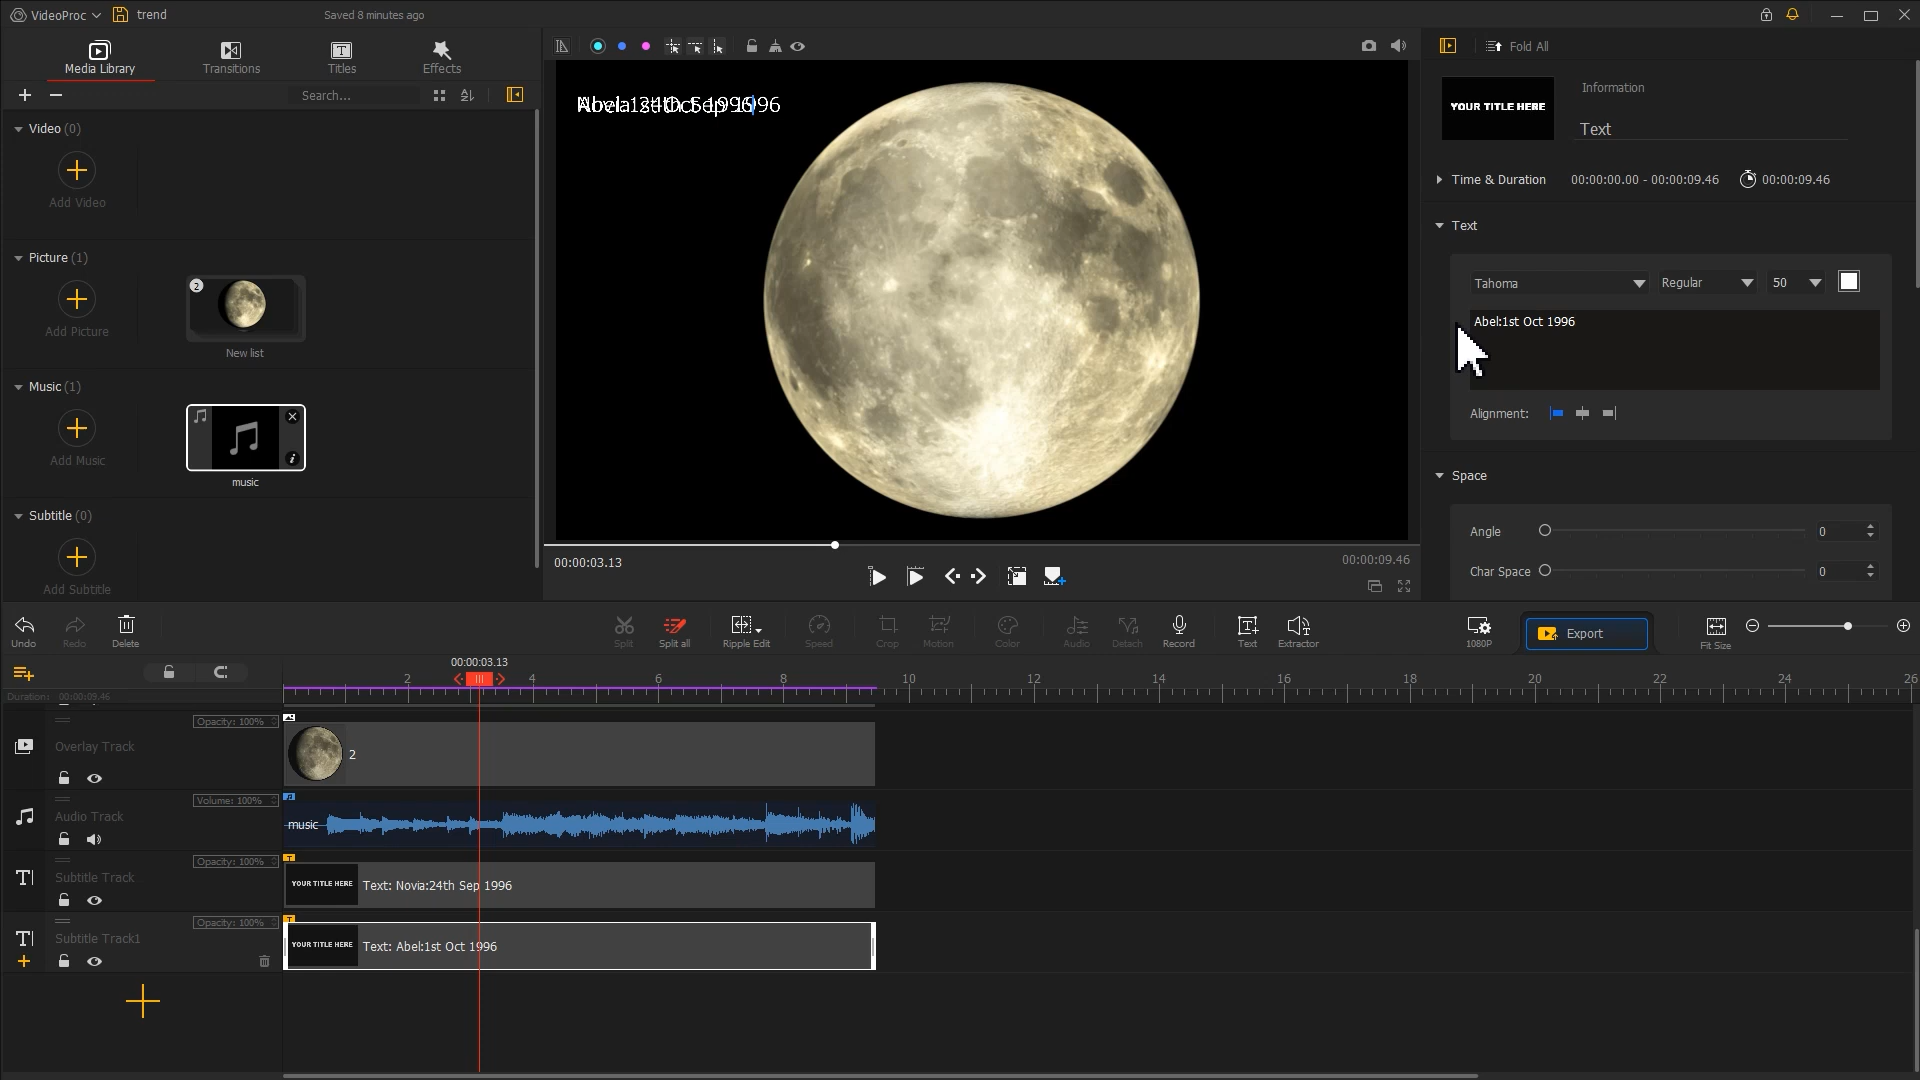 VideoProc
trend
Saved 8 minutes ago
Media Library
Transitions
Titles
Effects
Search...
Fold All
Video (0)
Add Video
Picture (1)
Add Picture
2
New list
Music (1)
Add Music
music
Subtitle (0)
Add Subtitle
00:00:03.13
00:00:09.46
YOUR TITLE HERE
Information
Text
Time & Duration
00:00:00.00 - 00:00:09.46
00:00:09.46
Text
Tahoma
Regular
50
Abel:1st Oct 1996
Alignment:
Space
Angle
0
Char Space
0
Undo
Redo
Delete
Split
Split all
Ripple Edit
Speed
Crop
Motion
Color
Audio
Detach
Record
Text
Extractor
1080P
Export
Fit Size
00:00:03.13
Duration: 00:00:09.46
2 4 6 8 10 12 14 16 18 20 22 24 26
Opacity: 100%
Overlay Track
2
Volume: 100%
Audio Track
music
Opacity: 100%
Subtitle Track
YOUR TITLE HERE
Text: Novia:24th Sep 1996
Opacity: 100%
Subtitle Track1
YOUR TITLE HERE
Text: Abel:1st Oct 1996